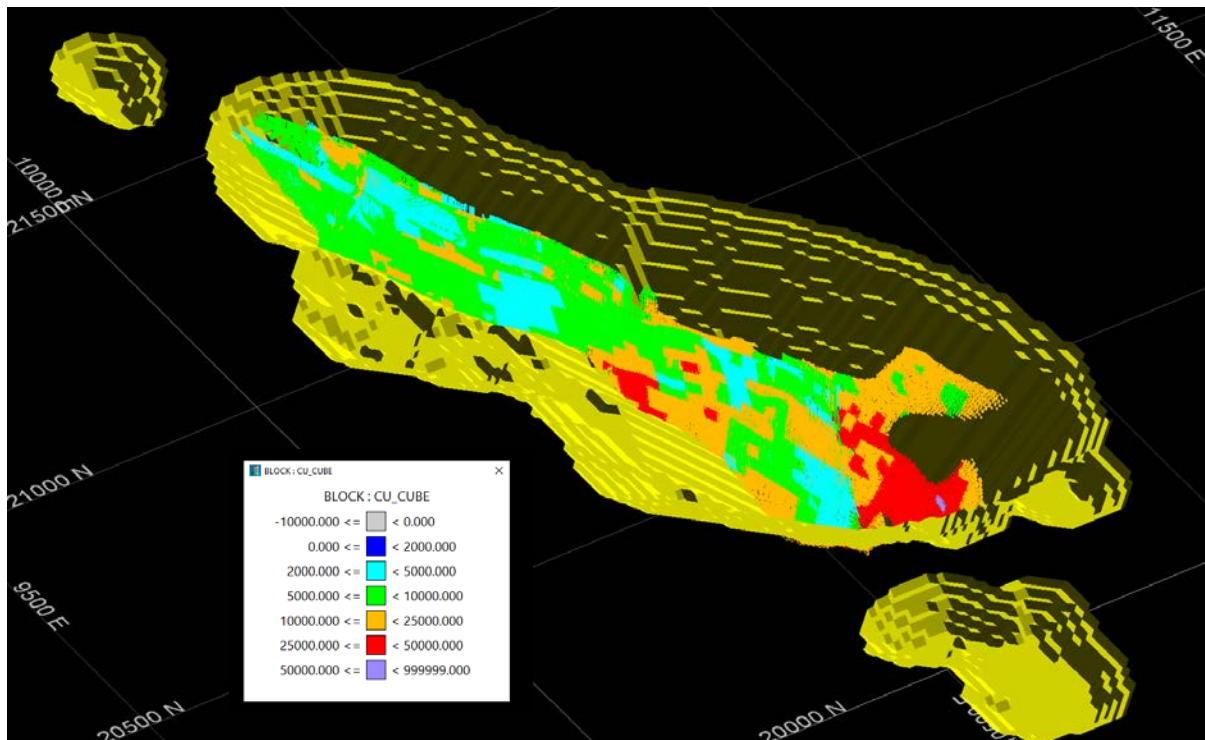 11500 E
10000 E
21500 N
BLOCK : CU_CUBE
BLOCK : CU_CUBE
-10000.000 <= < 0.000
0.000 <= < 2000.000
2000.000 <= < 5000.000
5000.000 <= < 10000.000
10000.000 <= < 25000.000
25000.000 <= < 50000.000
50000.000 <= < 999999.000
21000 N
9500 E
20500 N
20000 N